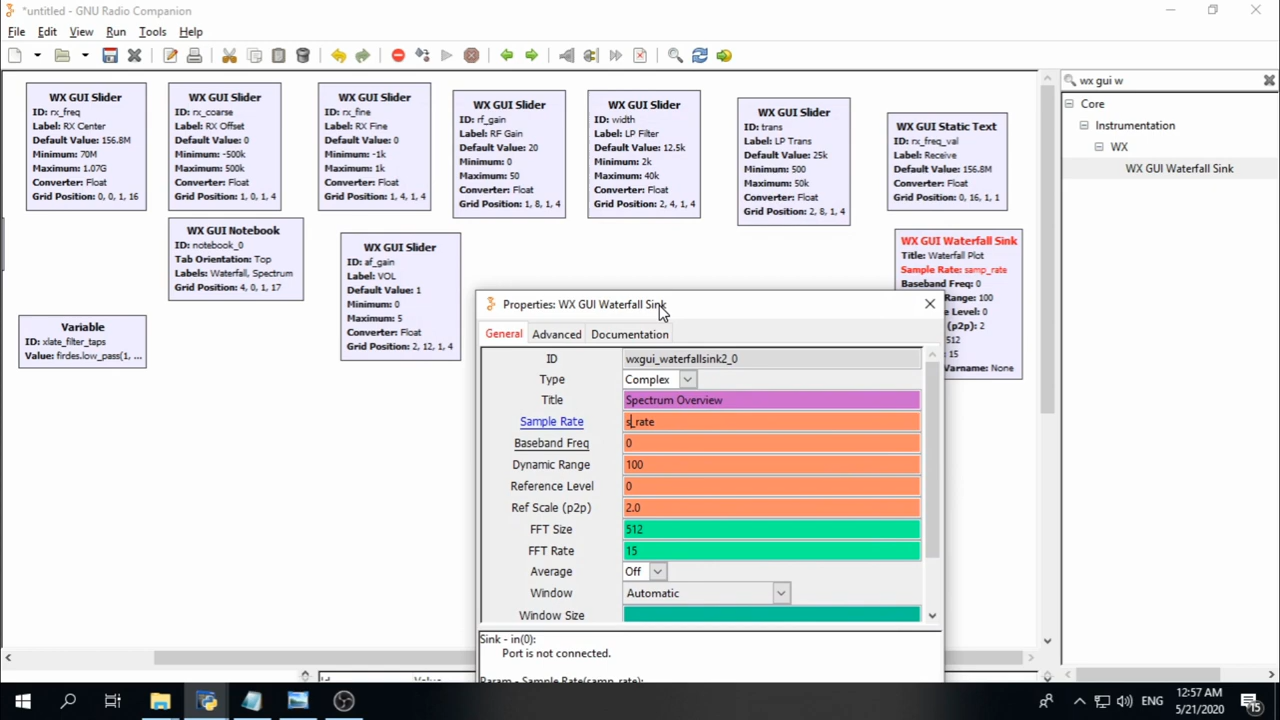 *untitled - GNU Radio Companion
File Edit View Run Tools Help
wx gui w
Core
Instrumentation
WX
WX GUI Waterfall Sink
WX GUI Slider
ID: rx_freq
Label: RX Center
Default Value: 156.8M
Minimum: 70M
Maximum: 1.07G
Converter: Float
Grid Position: 0, 0, 1, 16
WX GUI Slider
ID: rx_coarse
Label: RX Offset
Default Value: 0
Minimum: -500k
Maximum: 500k
Converter: Float
Grid Position: 1, 0, 1, 4
WX GUI Slider
ID: rx_fine
Label: RX Fine
Default Value: 0
Minimum: -1k
Maximum: 1k
Converter: Float
Grid Position: 1, 4, 1, 4
WX GUI Slider
ID: rf_gain
Label: RF Gain
Default Value: 20
Minimum: 0
Maximum: 50
Converter: Float
Grid Position: 1, 8, 1, 4
WX GUI Slider
ID: width
Label: LP Filter
Default Value: 12.5k
Minimum: 2k
Maximum: 40k
Converter: Float
Grid Position: 2, 4, 1, 4
WX GUI Slider
ID: trans
Label: LP Trans
Default Value: 25k
Minimum: 500
Maximum: 50k
Converter: Float
Grid Position: 2, 8, 1, 4
WX GUI Static Text
ID: rx_freq_val
Label: Receive
Default Value: 156.8M
Converter: Float
Grid Position: 0, 16, 1, 1
WX GUI Notebook
ID: notebook_0
Tab Orientation: Top
Labels: Waterfall, Spectrum
Grid Position: 4, 0, 1, 17
WX GUI Slider
ID: af_gain
Label: VOL
Default Value: 1
Minimum: 0
Maximum: 5
Converter: Float
Grid Position: 2, 12, 1, 4
WX GUI Waterfall Sink
Title: Waterfall Plot
Sample Rate: samp_rate
Baseband Freq: 0
Range: 100
e Level: 0
(p2p): 2
512
: 15
Varname: None
Variable
ID: xlate_filter_taps
Value: firdes.low_pass(1, ...
Properties: WX GUI Waterfall Sink
General Advanced Documentation
ID wxgui_waterfallsink2_0
Type Complex
Title Spectrum Overview
Sample Rate s_rate
Baseband Freq 0
Dynamic Range 100
Reference Level 0
Ref Scale (p2p) 2.0
FFT Size 512
FFT Rate 15
Average Off
Window Automatic
Window Size
Sink - in(0):
Port is not connected.
Param - Sample Rate(samp_rate):
Id Value
ENG
12:57 AM
5/21/2020
15